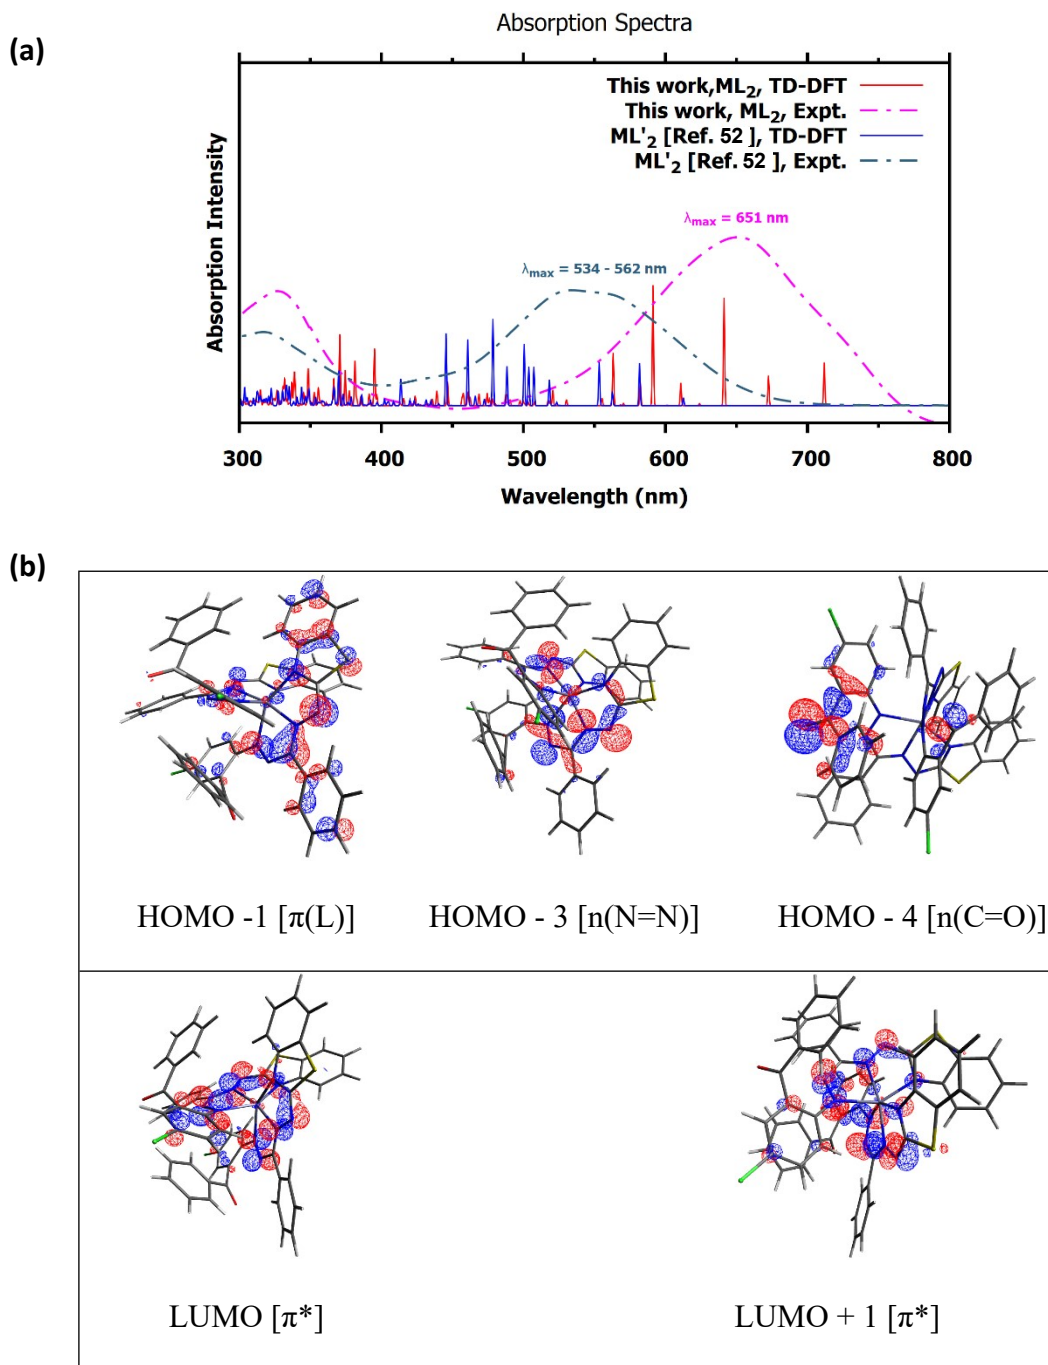 (a)
Absorption Spectra
This work,ML₂, TD-DFT
This work, ML₂, Expt.
ML'₂ [Ref. 52 ], TD-DFT
ML'₂ [Ref. 52 ], Expt.
λmax = 651 nm
λmax = 534 - 562 nm
Absorption Intensity
300 400 500 600 700 800
Wavelength (nm)
(b)
HOMO -1 [π(L)] HOMO - 3 [n(N=N)] HOMO - 4 [n(C=O)]
LUMO [π*] LUMO + 1 [π*]